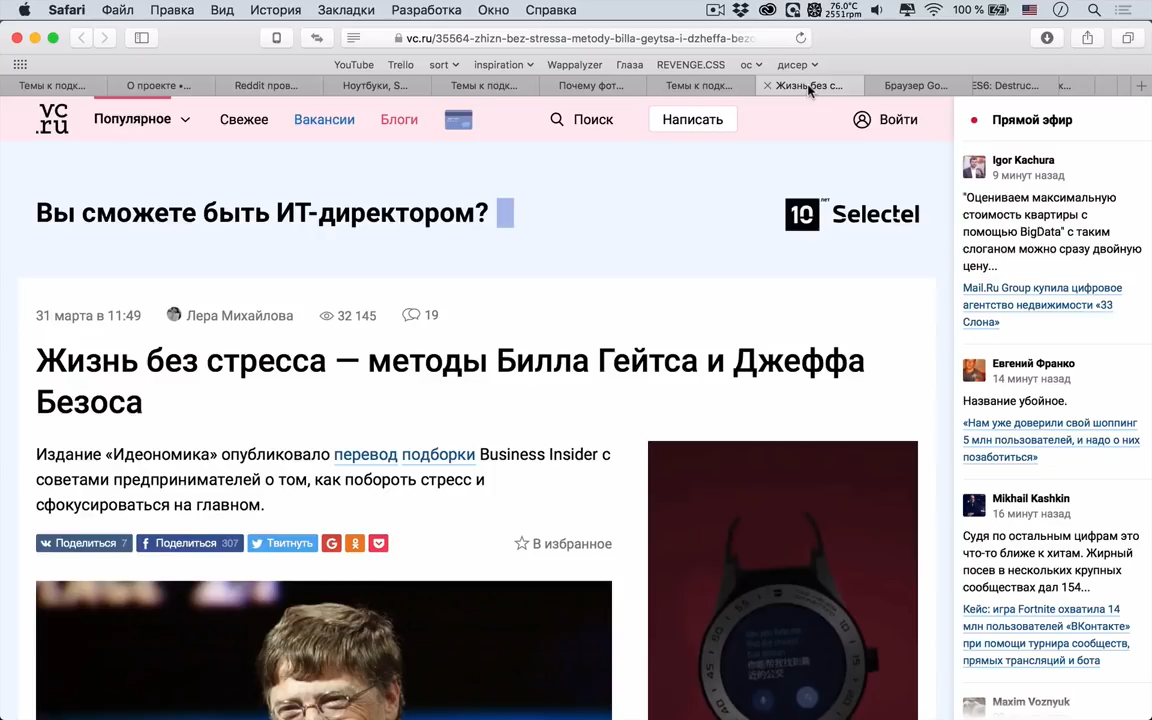 Safari Файл Правка Вид История Закладки Разработка Окно Справка 76.0°C 2551rpm 100 %
vc.ru/35564-zhizn-bez-stressa-metody-billa-geytsa-i-dzheffa-bezo
YouTube Trello sort inspiration Wappalyzer Глаза REVENGE.CSS ос дисер
Темы к подк... О проекте •... Reddit пров... Ноутбуки, S... Темы к подк... Почему фот... Темы к подк... Жизнь без с... Браузер Go... ES6: Destruc... к...
vc.ru
Популярное Свежее Вакансии Блоги Поиск Написать Войти
Вы сможете быть ИТ-директором?
10 лет Selectel
31 марта в 11:49 Лера Михайлова 32 145 19
Жизнь без стресса — методы Билла Гейтса и Джеффа
Безоса
Издание «Идеономика» опубликовало перевод подборки Business Insider с
советами предпринимателей о том, как побороть стресс и
сфокусироваться на главном.
Поделиться 7 Поделиться 307 Твитнуть В избранное
Прямой эфир
Igor Kachura
9 минут назад
"Оцениваем максимальную
стоимость квартиры с
помощью BigData" с таким
слоганом можно сразу двойную
цену...
Mail.Ru Group купила цифровое
агентство недвижимости «33
Слона»
Евгений Франко
14 минут назад
Название убойное.
«Нам уже доверили свой шоппинг
5 млн пользователей, и надо о них
позаботиться»
Mikhail Kashkin
16 минут назад
Судя по остальным цифрам это
что-то ближе к хитам. Жирный
посев в нескольких крупных
сообществах дал 154...
Кейс: игра Fortnite охватила 14
млн пользователей «ВКонтакте»
при помощи турнира сообществ,
прямых трансляций и бота
Maxim Voznyuk